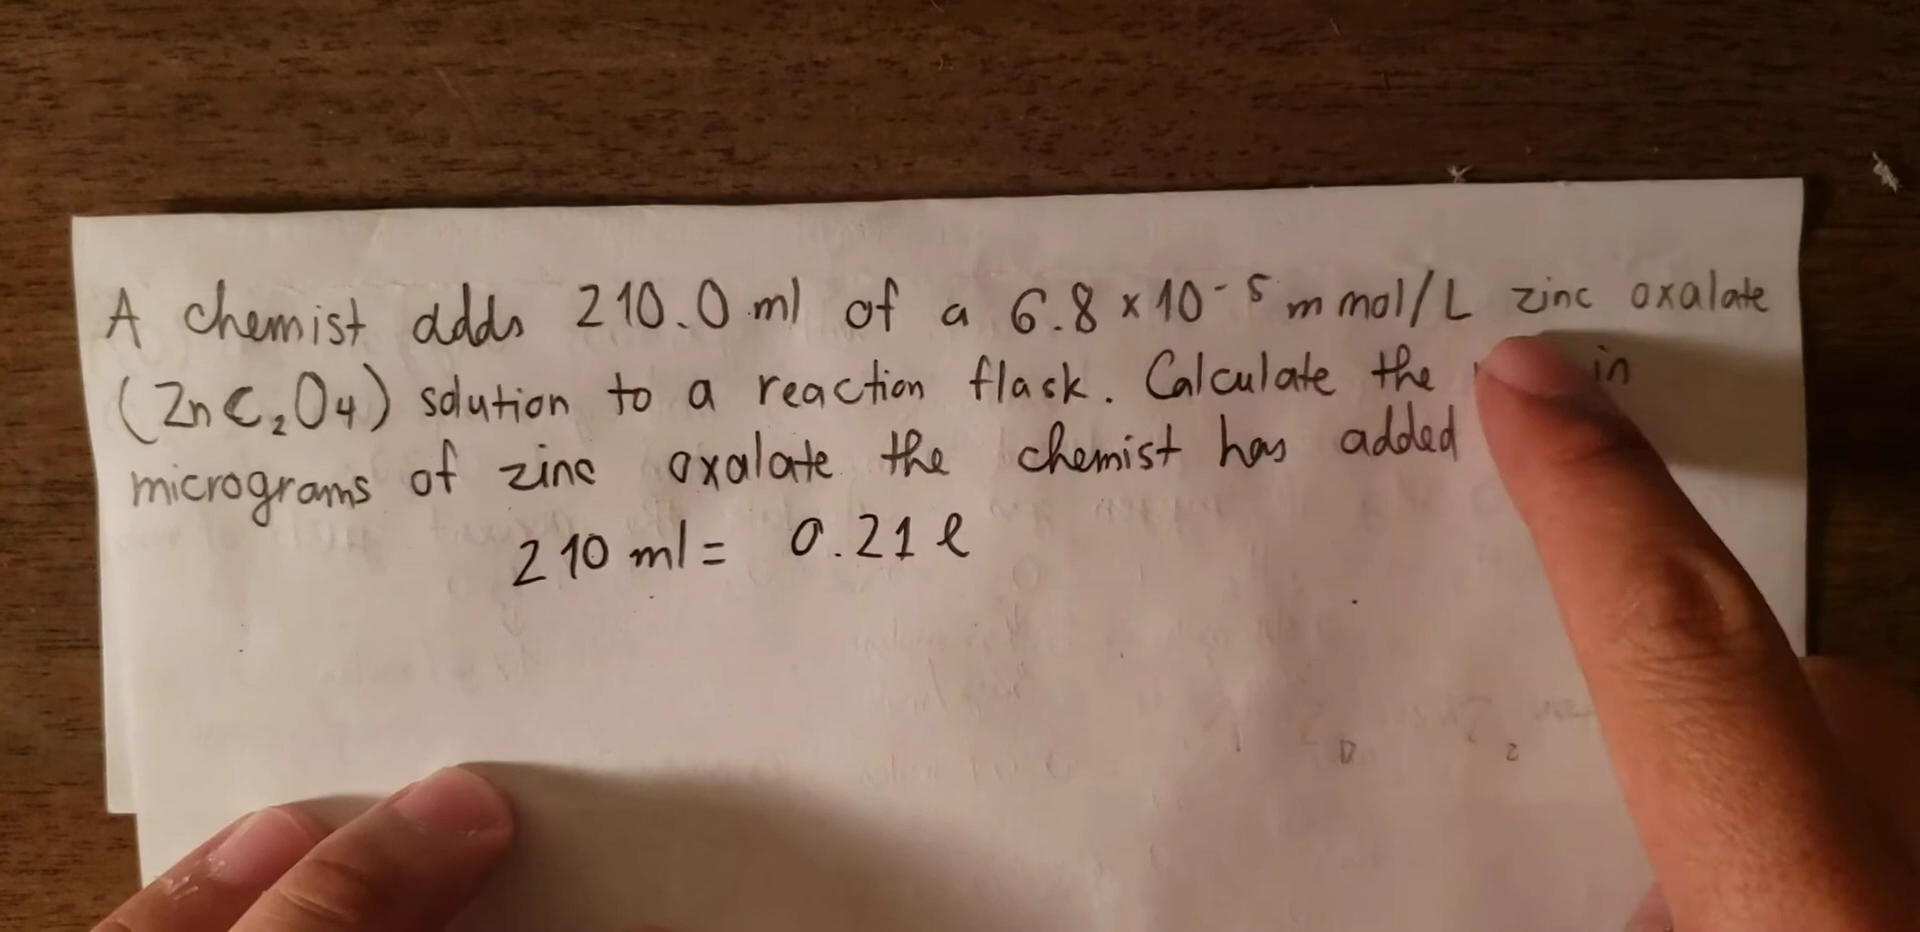 A chemist adds 210.0 ml of a 6.8 × 10⁻⁵ m mol/L zinc oxalate
(ZnC₂O₄) solution to a reaction flask. Calculate the in
micrograms of zinc oxalate the chemist has added
210 ml = 0.21 l